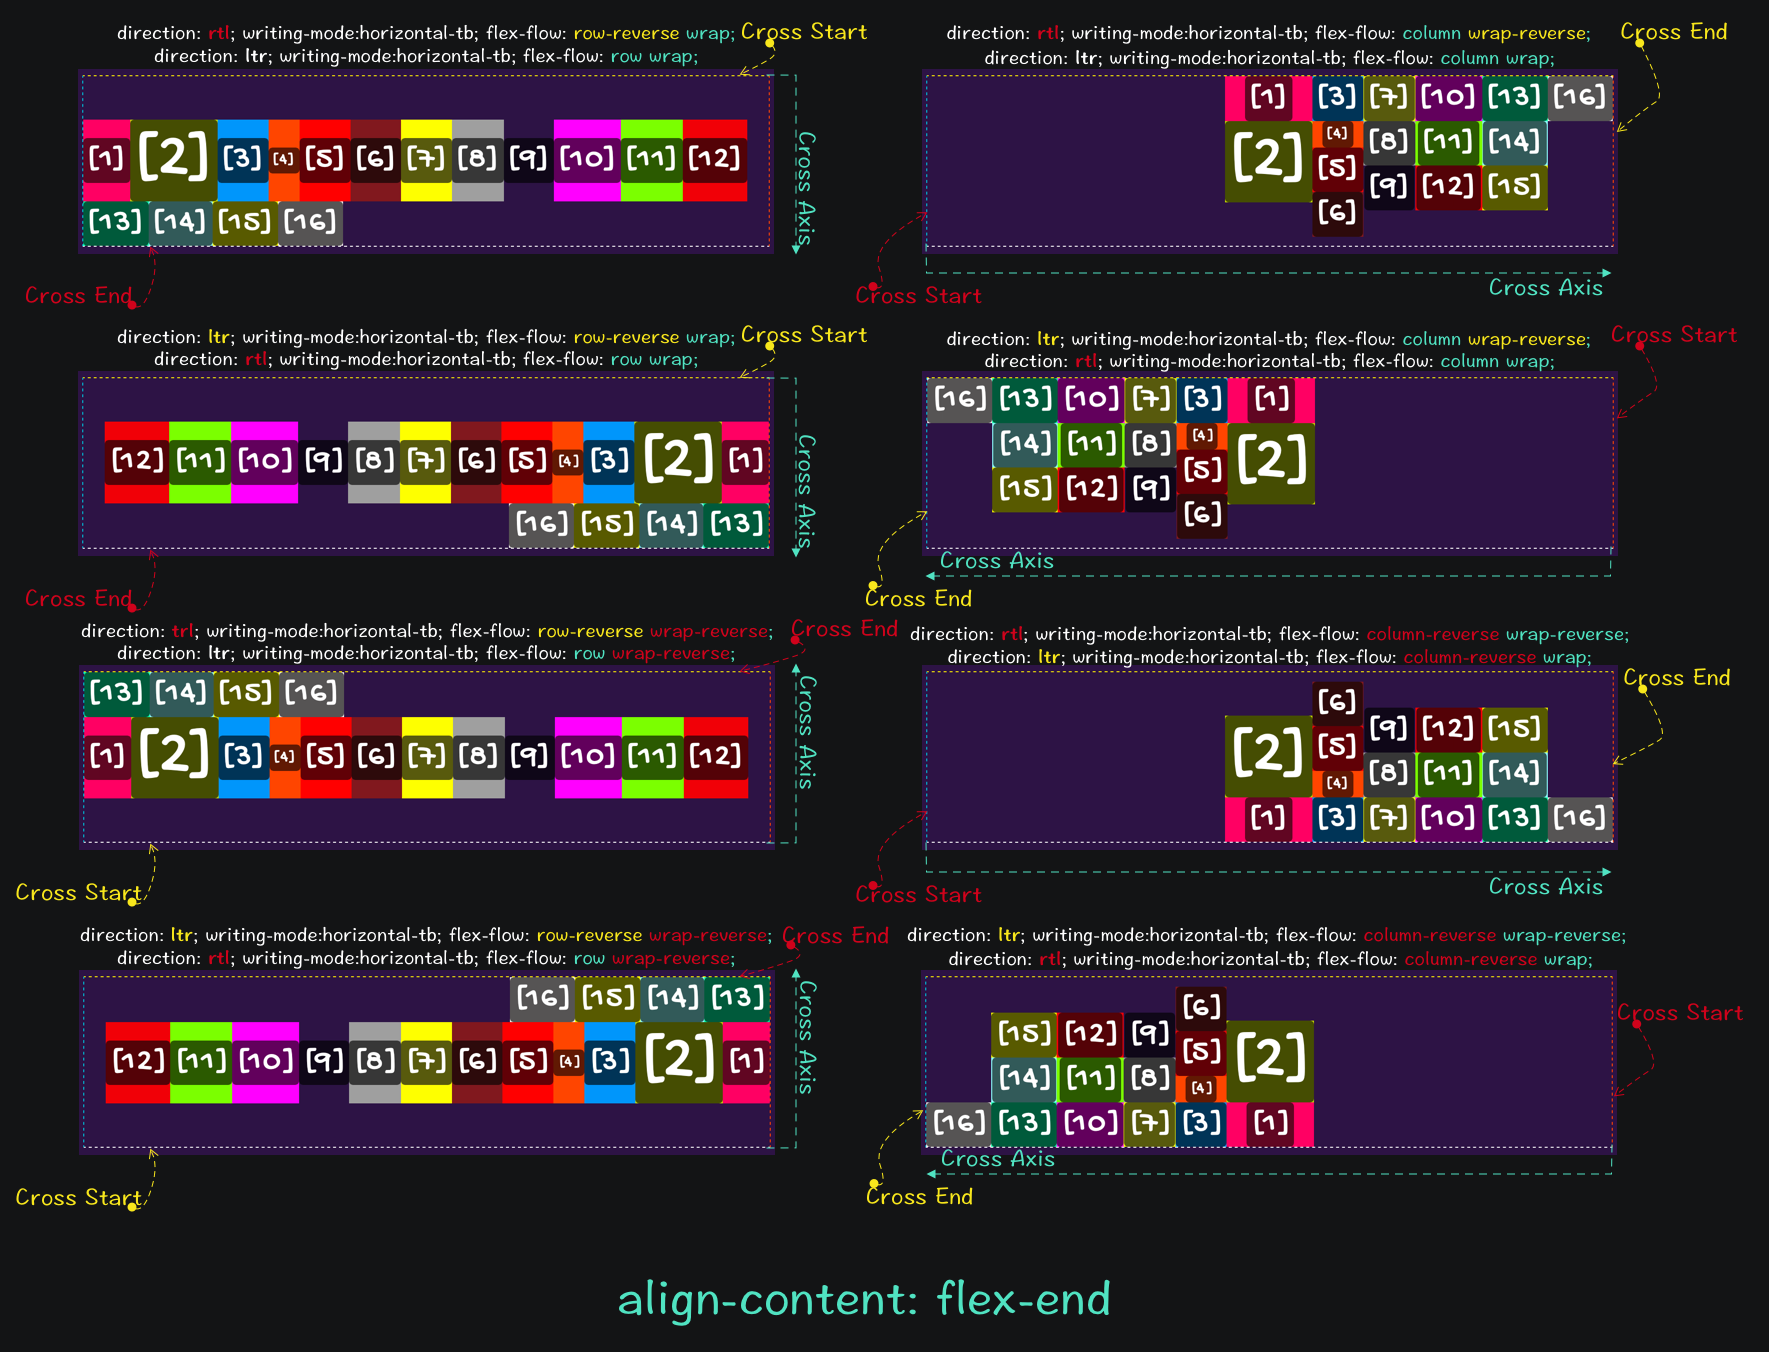 direction: rtl; writing-mode:horizontal-tb; flex-flow: row-reverse wrap;
direction: ltr; writing-mode:horizontal-tb; flex-flow: row wrap;
Cross Start
[1] [2] [3] [4] [5] [6] [7] [8] [9] [10] [11] [12]
[13] [14] [15] [16]
Cross Axis
Cross End
direction: rtl; writing-mode:horizontal-tb; flex-flow: column wrap-reverse;
direction: ltr; writing-mode:horizontal-tb; flex-flow: column wrap;
Cross End
[1] [3] [7] [10] [13] [16]
[2] [4] [8] [11] [14]
[5] [9] [12] [15]
[6]
Cross Start
Cross Axis
direction: ltr; writing-mode:horizontal-tb; flex-flow: row-reverse wrap;
direction: rtl; writing-mode:horizontal-tb; flex-flow: row wrap;
Cross Start
[12] [11] [10] [9] [8] [7] [6] [5] [4] [3] [2] [1]
[16] [15] [14] [13]
Cross Axis
Cross End
direction: ltr; writing-mode:horizontal-tb; flex-flow: column wrap-reverse;
direction: rtl; writing-mode:horizontal-tb; flex-flow: column wrap;
Cross Start
[16] [13] [10] [7] [3] [1]
[14] [11] [8] [4] [2]
[15] [12] [9] [5]
[6]
Cross Axis
Cross End
direction: trl; writing-mode:horizontal-tb; flex-flow: row-reverse wrap-reverse;
direction: ltr; writing-mode:horizontal-tb; flex-flow: row wrap-reverse;
Cross End
[13] [14] [15] [16]
[1] [2] [3] [4] [5] [6] [7] [8] [9] [10] [11] [12]
Cross Axis
Cross Start
direction: rtl; writing-mode:horizontal-tb; flex-flow: column-reverse wrap-reverse;
direction: ltr; writing-mode:horizontal-tb; flex-flow: column-reverse wrap;
Cross End
[6]
[2] [5] [9] [12] [15]
[4] [8] [11] [14]
[1] [3] [7] [10] [13] [16]
Cross Start
Cross Axis
direction: ltr; writing-mode:horizontal-tb; flex-flow: row-reverse wrap-reverse;
direction: rtl; writing-mode:horizontal-tb; flex-flow: row wrap-reverse;
Cross End
[16] [15] [14] [13]
[12] [11] [10] [9] [8] [7] [6] [5] [4] [3] [2] [1]
Cross Axis
Cross Start
direction: ltr; writing-mode:horizontal-tb; flex-flow: column-reverse wrap-reverse;
direction: rtl; writing-mode:horizontal-tb; flex-flow: column-reverse wrap;
Cross Start
[6]
[15] [12] [9] [5] [2]
[14] [11] [8] [4]
[16] [13] [10] [7] [3] [1]
Cross Axis
Cross End
align-content: flex-end